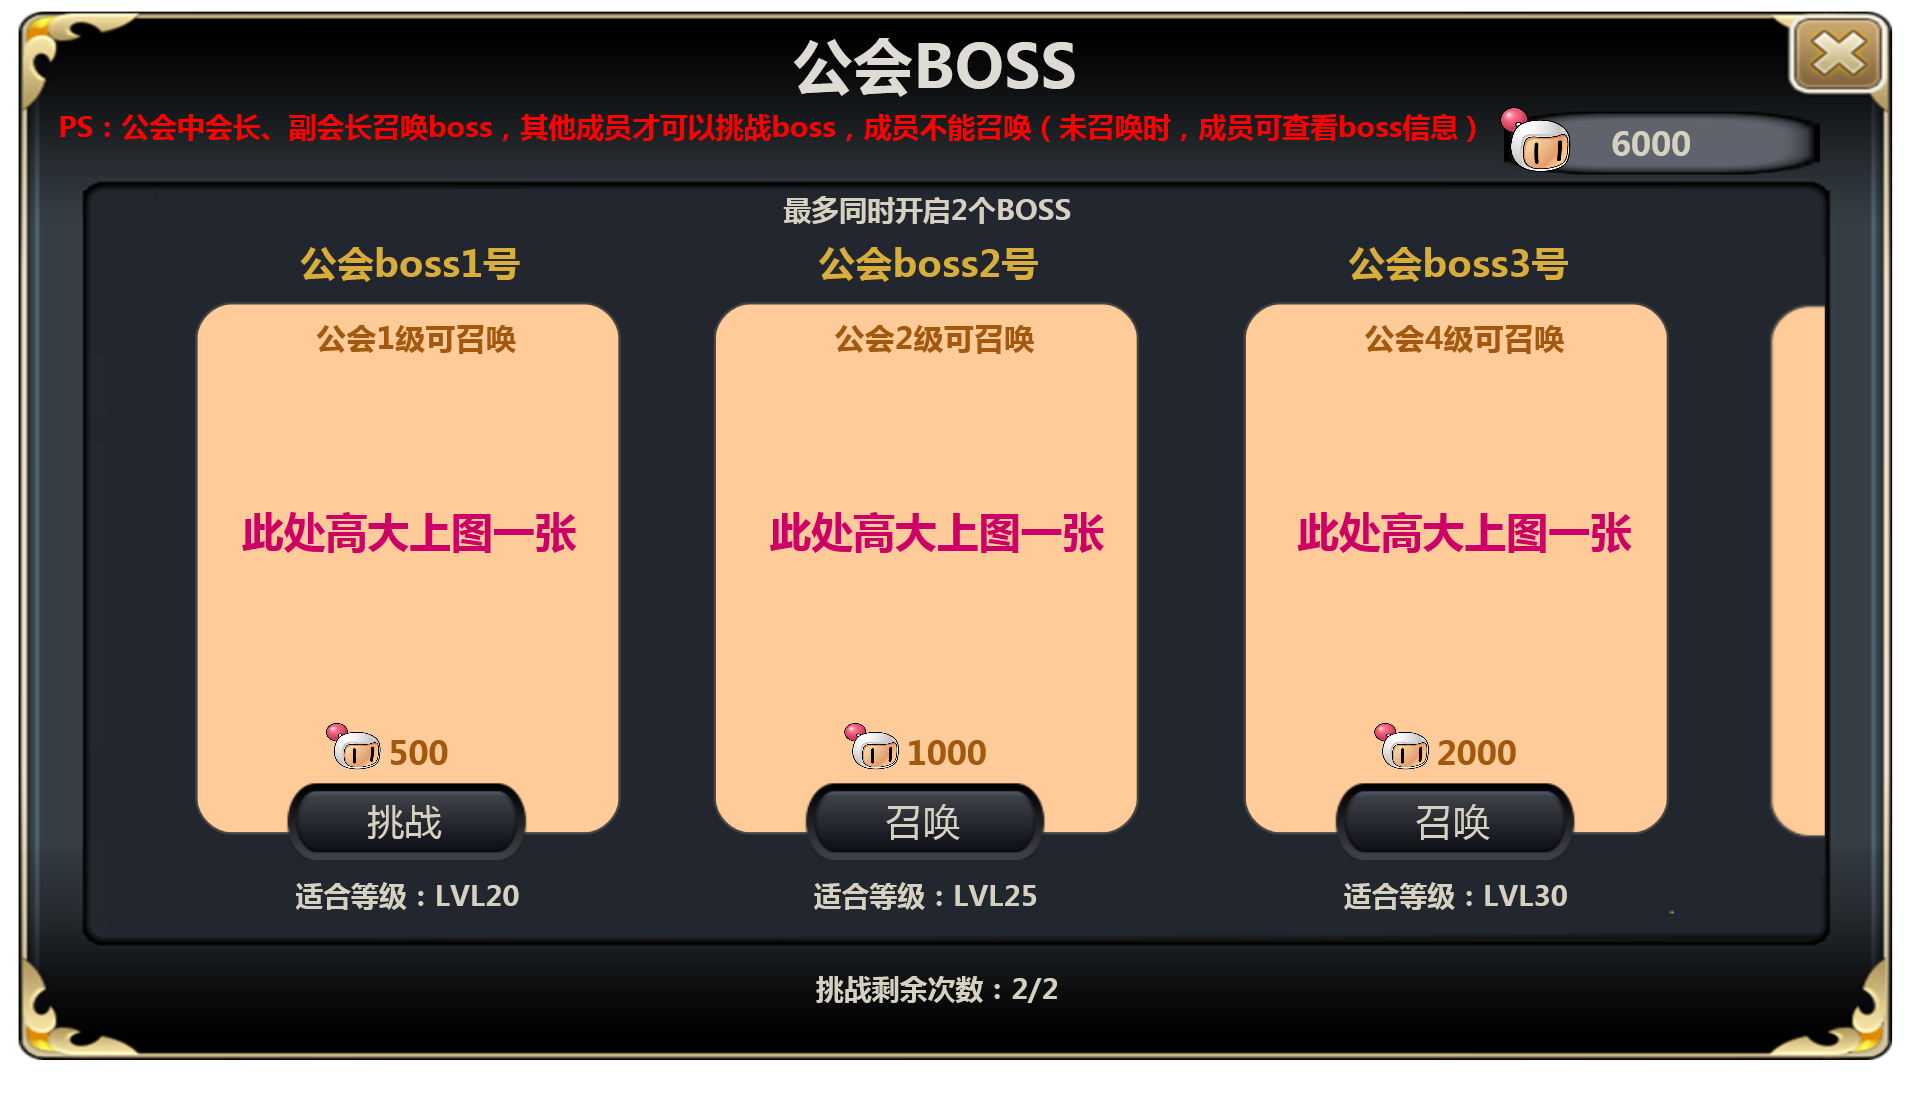 公会BOSS
PS：公会中会长、副会长召唤boss，其他成员才可以挑战boss，成员不能召唤（未召唤时，成员可查看boss信息）
6000
最多同时开启2个BOSS
公会boss1号
公会boss2号
公会boss3号
公会1级可召唤
公会2级可召唤
公会4级可召唤
此处高大上图一张
此处高大上图一张
此处高大上图一张
500
1000
2000
挑战
召唤
召唤
适合等级：LVL20
适合等级：LVL25
适合等级：LVL30
挑战剩余次数：2/2